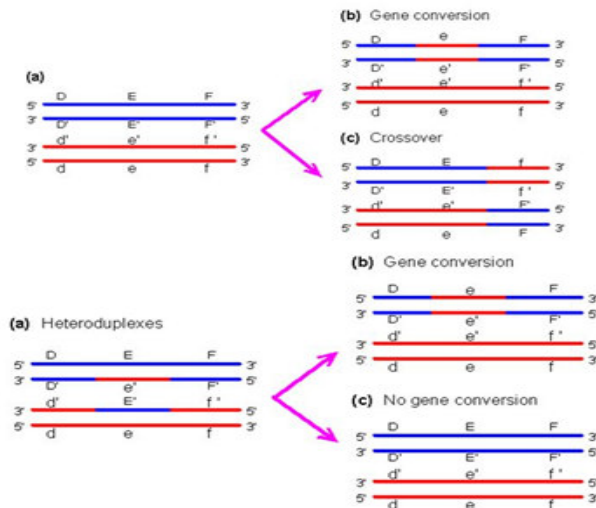 (b) Gene conversion
D e F
5' 3'
3' 5'
D' e' F'
d' e' f'
3' 5'
5' 3'
d e f
(a)
D E F
5' 3'
3' 5'
D' E' F'
d' e' f'
3' 5'
5' 3'
d e f
(c) Crossover
D E f
5' 3'
3' 5'
D' E' f'
d' e' F'
3' 5'
5' 3'
d e F
(a) Heteroduplexes
D E F
5' 3'
3' 5'
D' e' F'
d' E' f'
3' 5'
5' 3'
d e f
(b) Gene conversion
D e F
5' 3'
3' 5'
D' e' F'
d' e' f'
3' 5'
5' 3'
d e f
(c) No gene conversion
D E F
5' 3'
3' 5'
D' E' F'
d' e' f'
3' 5'
5' 3'
d e f